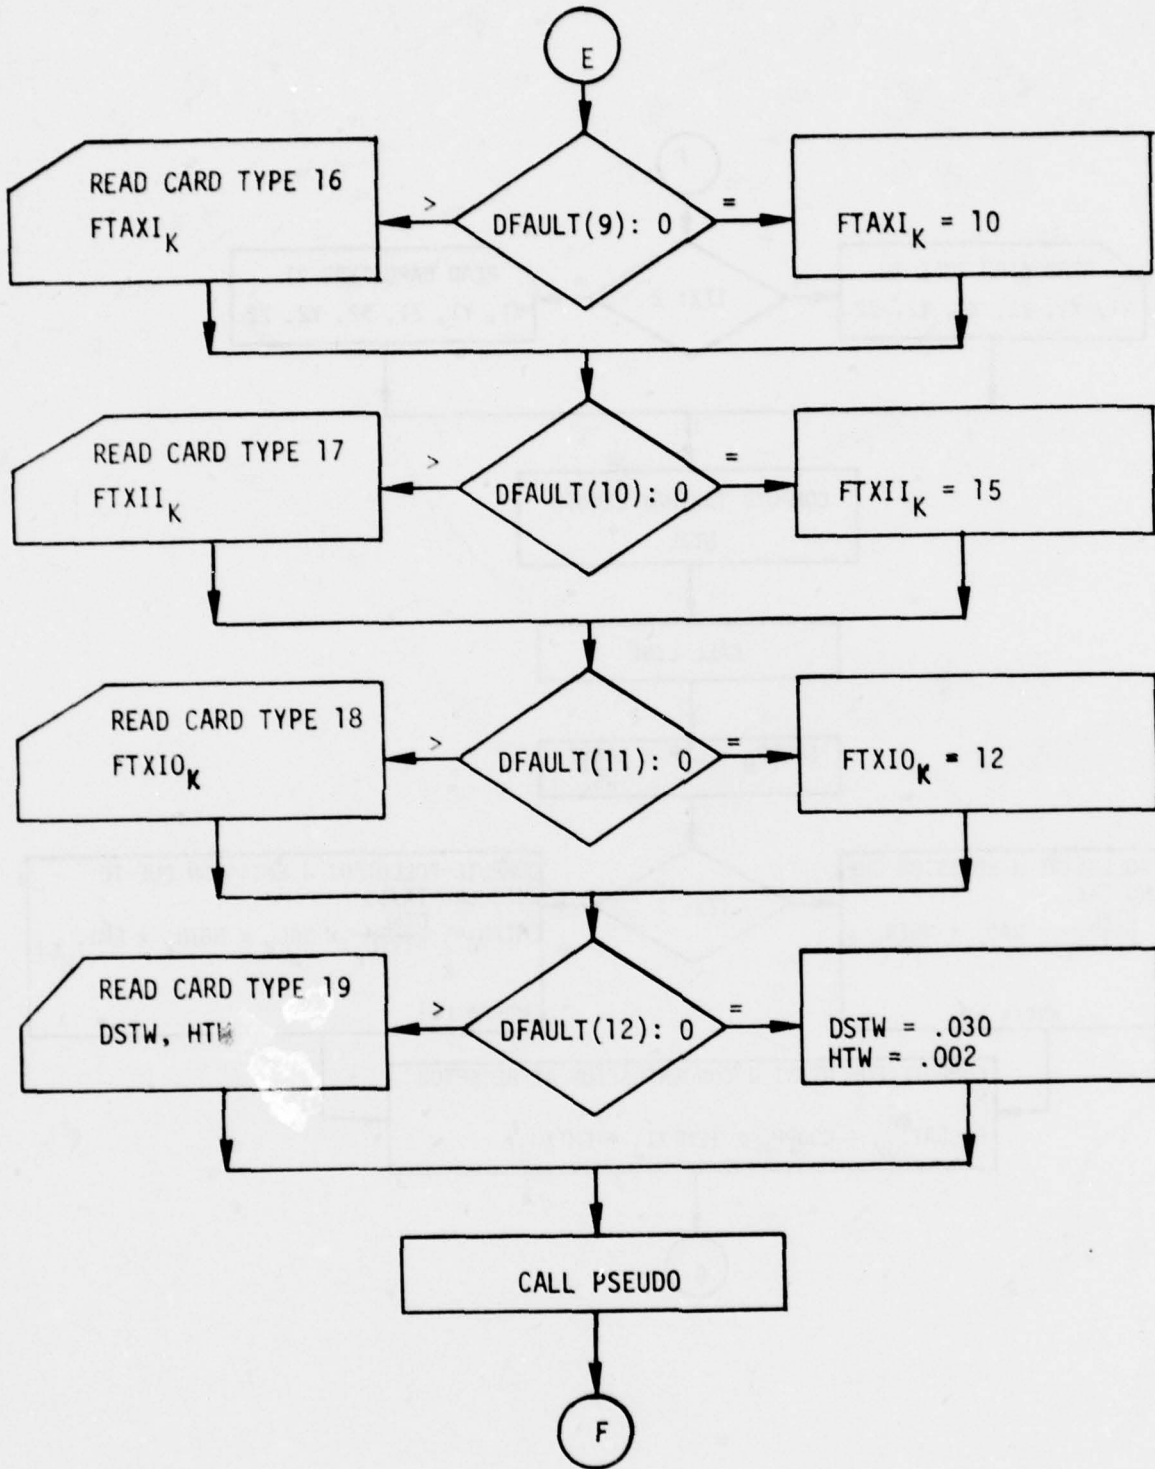 E
READ CARD TYPE 16
FTAXI_K
>
DFAULT(9): 0
=
FTAXI_K = 10
READ CARD TYPE 17
FTXII_K
>
DFAULT(10): 0
=
FTXII_K = 15
READ CARD TYPE 18
FTXIO_K
>
DFAULT(11): 0
=
FTXIO_K = 12
READ CARD TYPE 19
DSTW, HTW
>
DFAULT(12): 0
=
DSTW = .030
HTW = .002
CALL PSEUDO
F